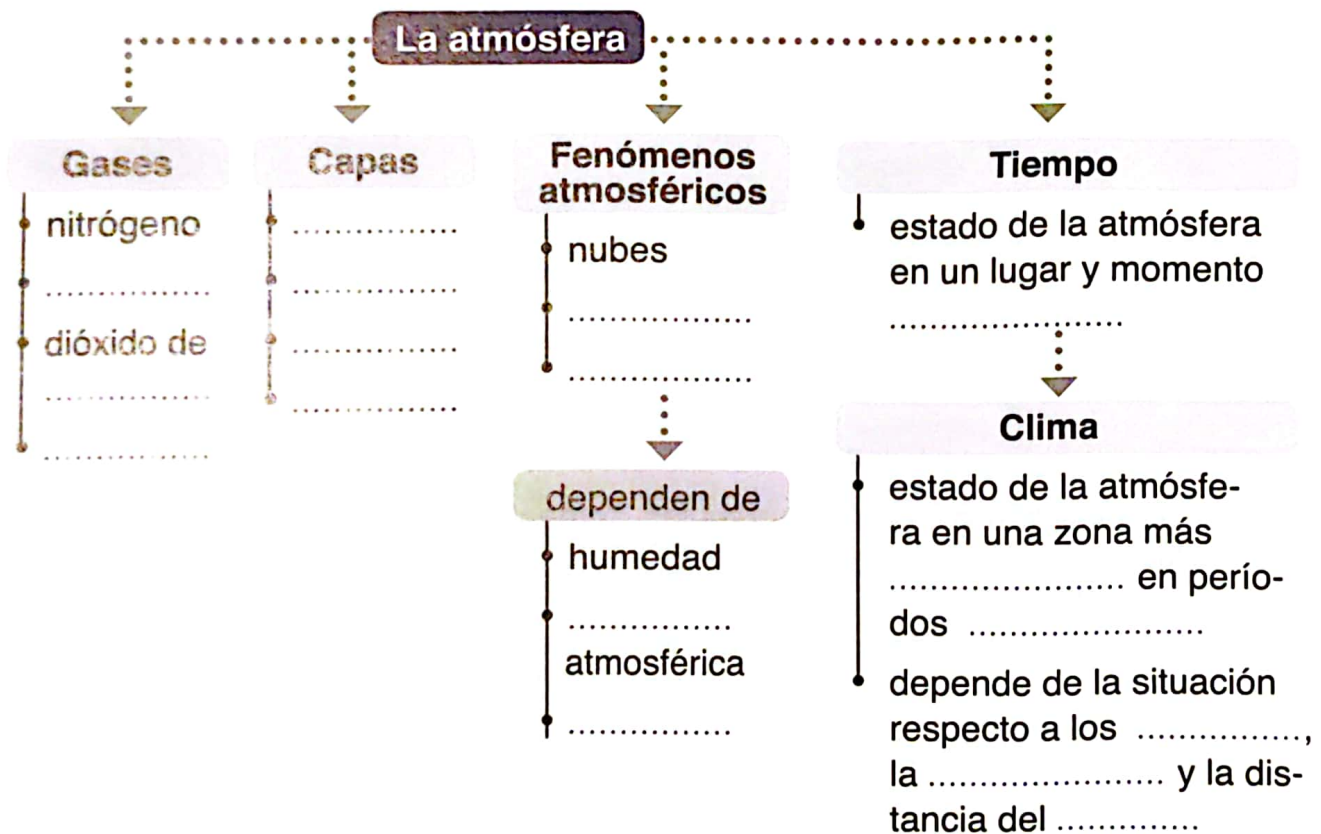 La atmósfera
Gases
nitrógeno
....................
dióxido de
....................
....................
Capas
....................
....................
....................
....................
Fenómenos
atmosféricos
nubes
....................
....................
dependen de
humedad
....................
atmosférica
....................
Tiempo
estado de la atmósfera
en un lugar y momento
........................
Clima
estado de la atmósfe-
ra en una zona más
........................ en perío-
dos ........................
depende de la situación
respecto a los ................,
la ........................ y la dis-
tancia del ..............